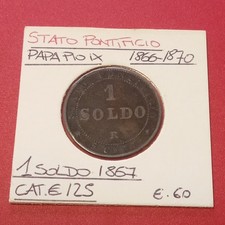 STATO PONTIFICIO
PAPA PIO IX 1866-1870
1
SOLDO
R
1 SOLDO 1867
CAT. € 125
€. 60